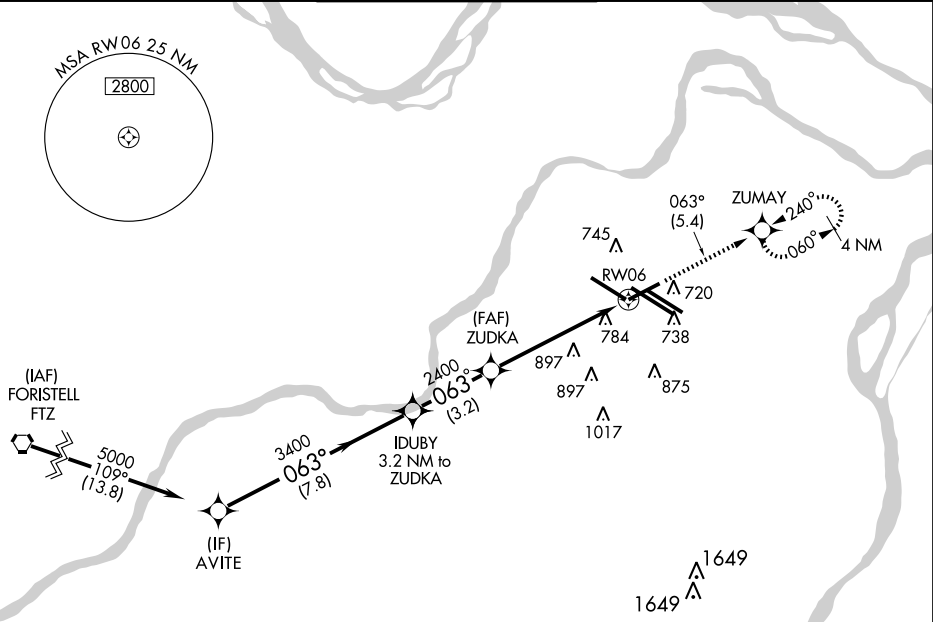 MSA RW06 25 NM
2800
ZUMAY
063°
(5.4)
240°
060°
4 NM
745
RW06
720
784
738
(FAF)
ZUDKA
897
897
875
1017
2400
063°
(3.2)
IDUBY
3.2 NM to
ZUDKA
(IAF)
FORISTELL
FTZ
5000
109°
(13.8)
3400
063°
(7.8)
(IF)
AVITE
1649
1649